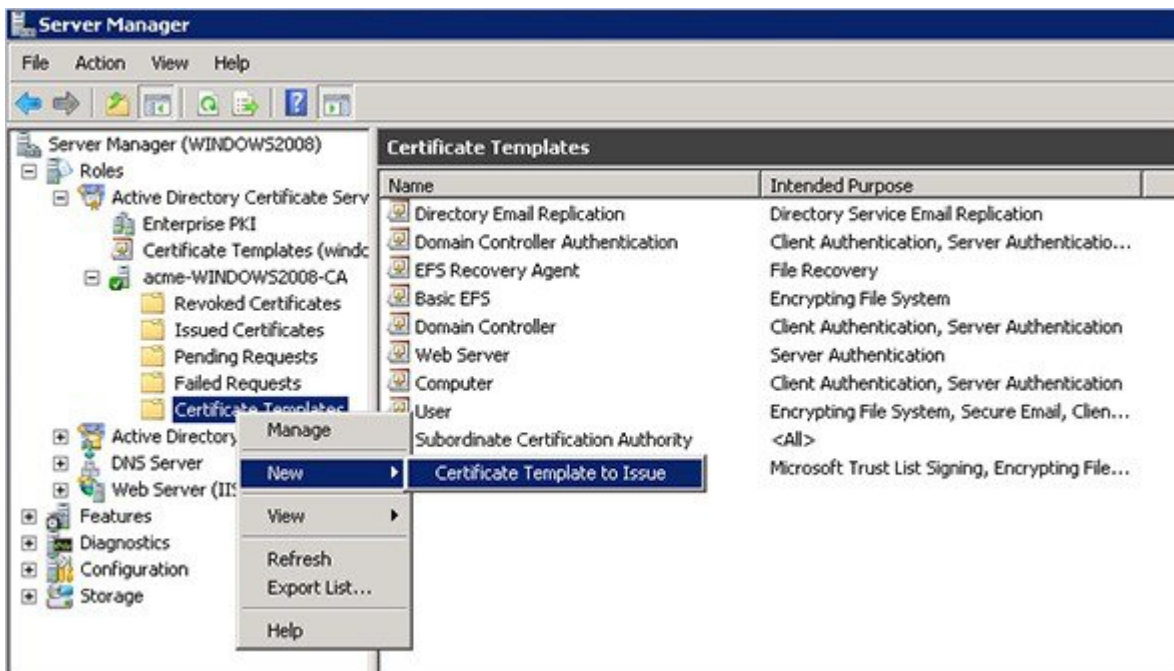 Server Manager
File Action View Help
Server Manager (WINDOWS2008)
Roles
Active Directory Certificate Serv
Enterprise PKI
Certificate Templates (windc
acme-WINDOWS2008-CA
Revoked Certificates
Issued Certificates
Pending Requests
Failed Requests
Certificate Templates
Active Directory
DNS Server
Web Server (IIS
Features
Diagnostics
Configuration
Storage
Manage
New
View
Refresh
Export List...
Help
Certificate Template to Issue
Certificate Templates
Name Intended Purpose
Directory Email Replication Directory Service Email Replication
Domain Controller Authentication Client Authentication, Server Authenticatio...
EFS Recovery Agent File Recovery
Basic EFS Encrypting File System
Domain Controller Client Authentication, Server Authentication
Web Server Server Authentication
Computer Client Authentication, Server Authentication
User Encrypting File System, Secure Email, Clien...
Subordinate Certification Authority <All>
Microsoft Trust List Signing, Encrypting File...